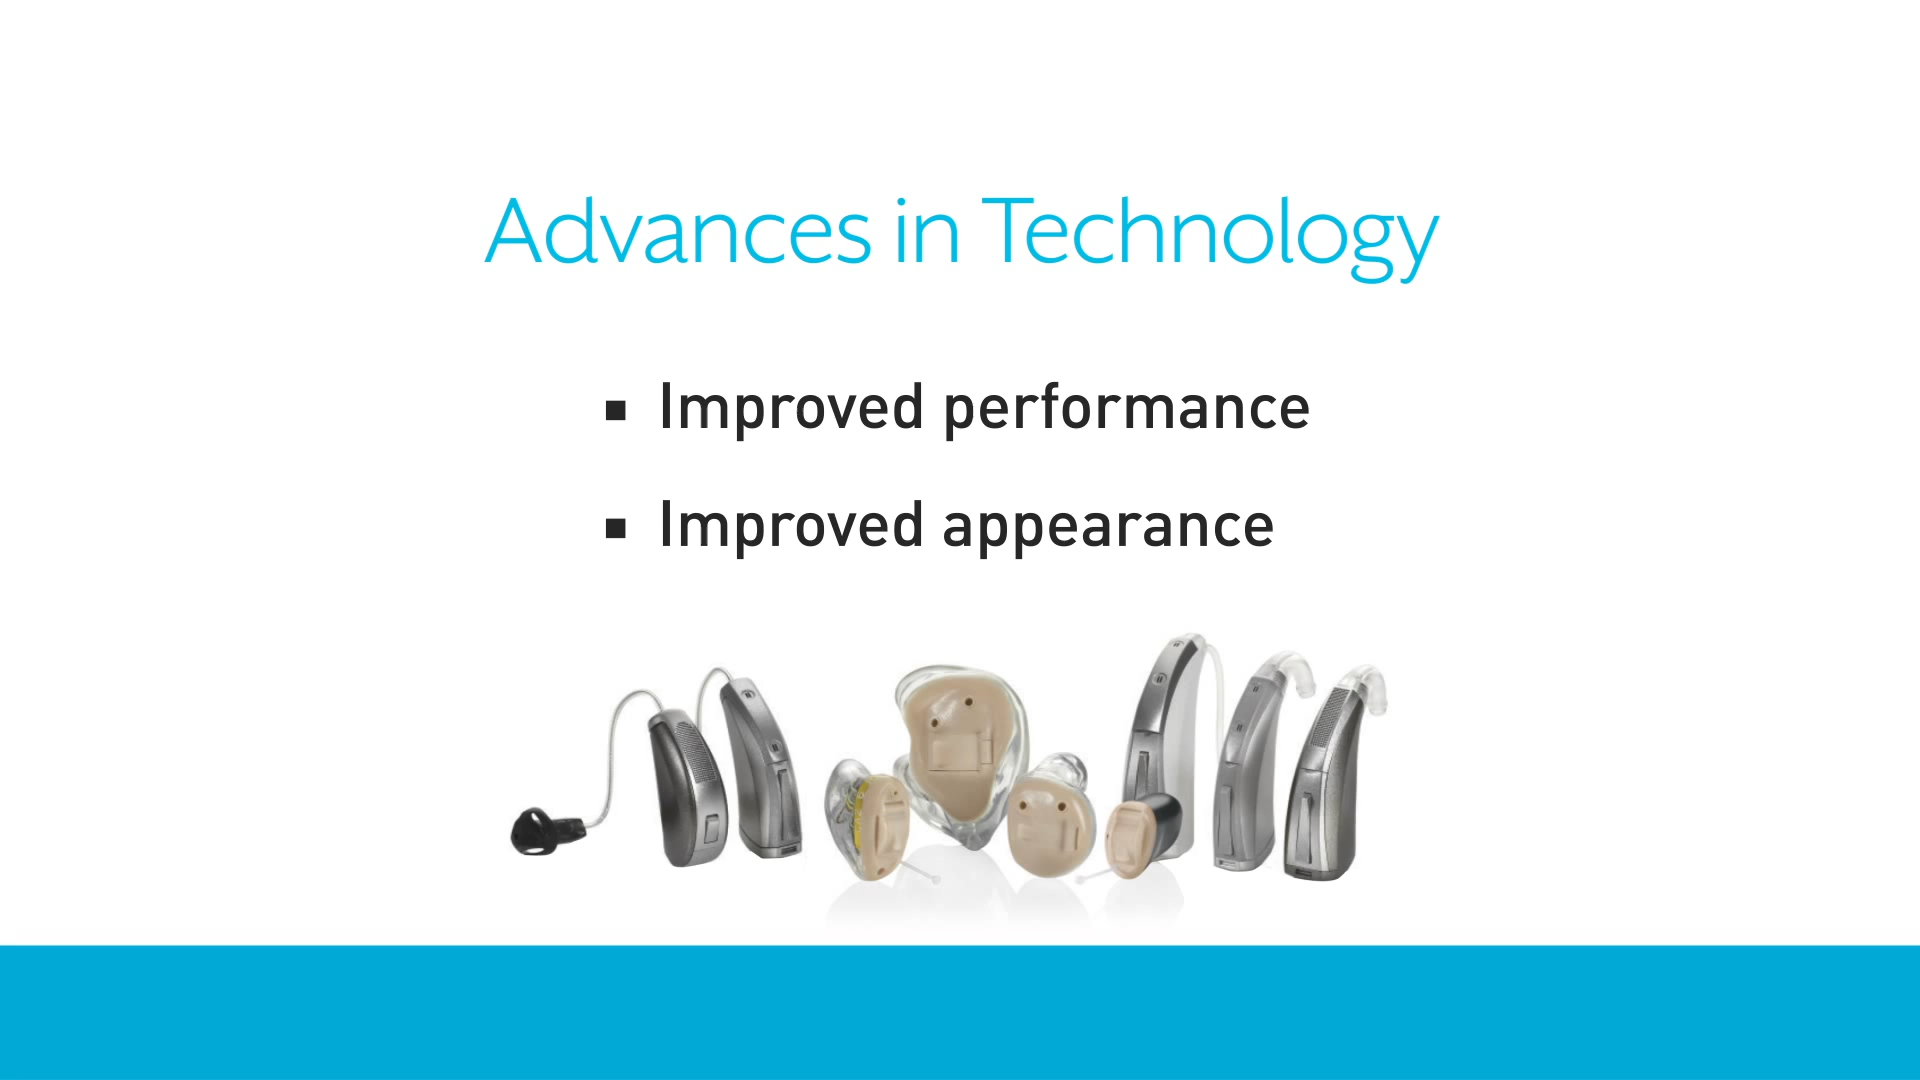 Advances in Technology
▪ Improved performance
▪ Improved appearance